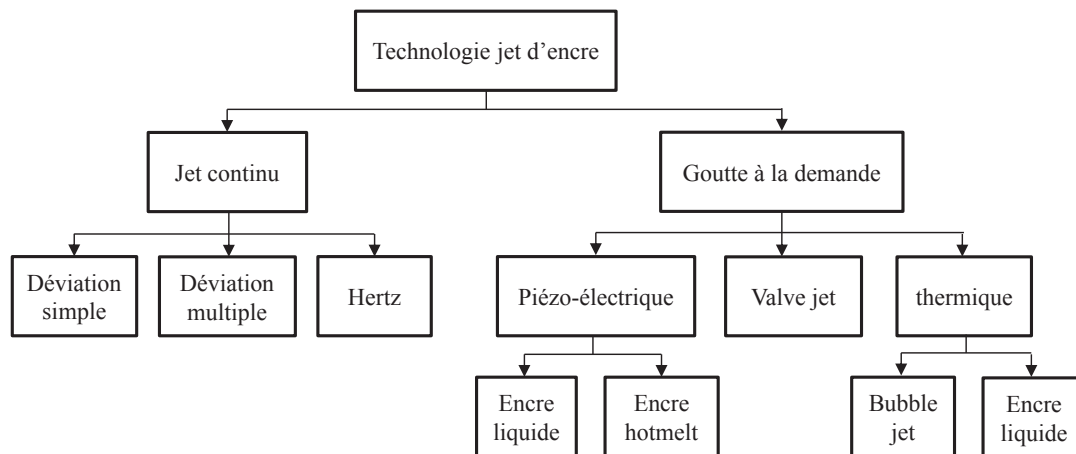 Technologie jet d’encre
Jet continu
Goutte à la demande
Déviation
simple
Déviation
multiple
Hertz
Piézo-électrique
Valve jet
thermique
Encre
liquide
Encre
hotmelt
Bubble
jet
Encre
liquide